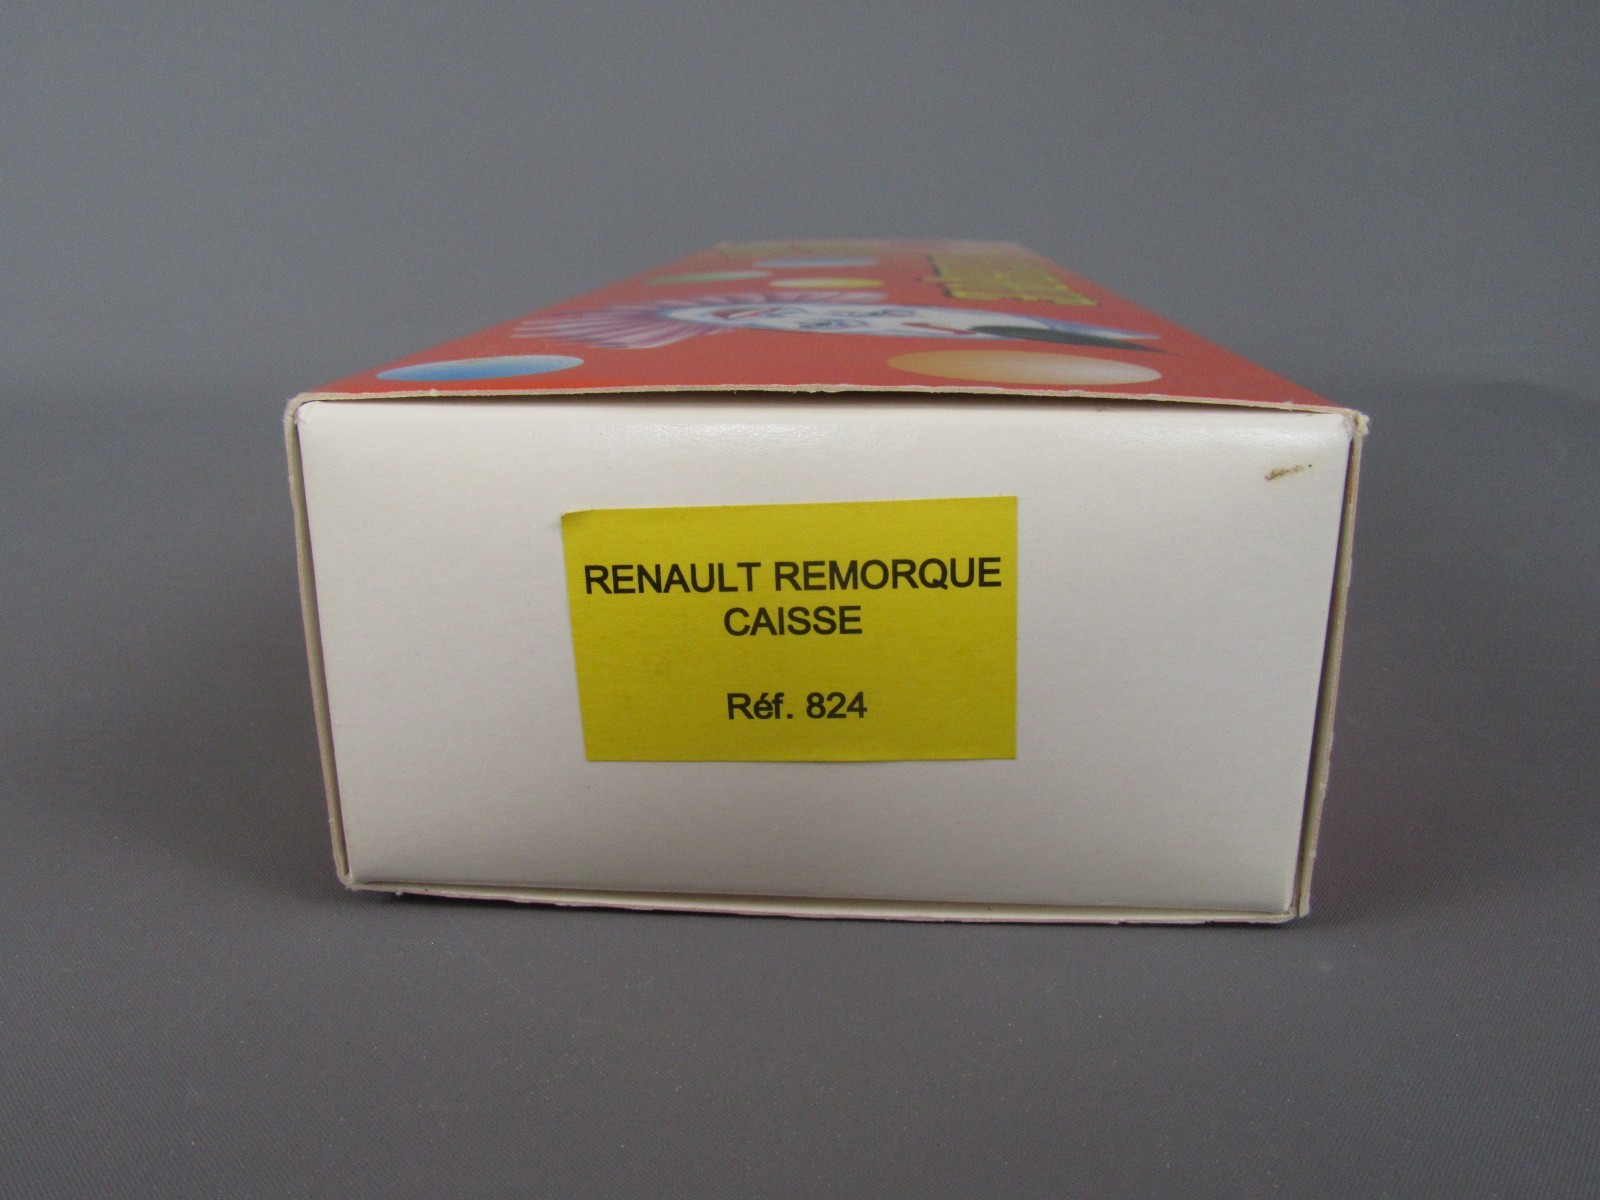 RENAULT REMORQUE
CAISSE
Réf. 824